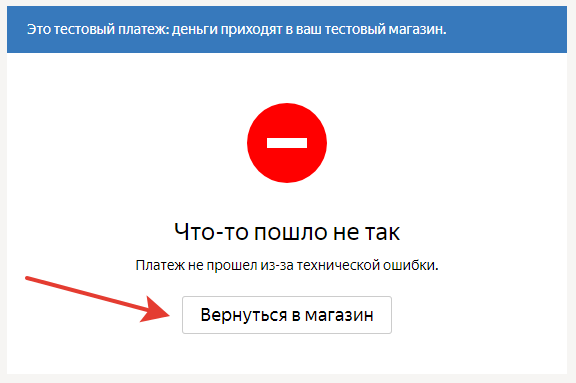 Это тестовый платеж: деньги приходят в ваш тестовый магазин.
Что-то пошло не так
Платеж не прошел из-за технической ошибки.
Вернуться в магазин